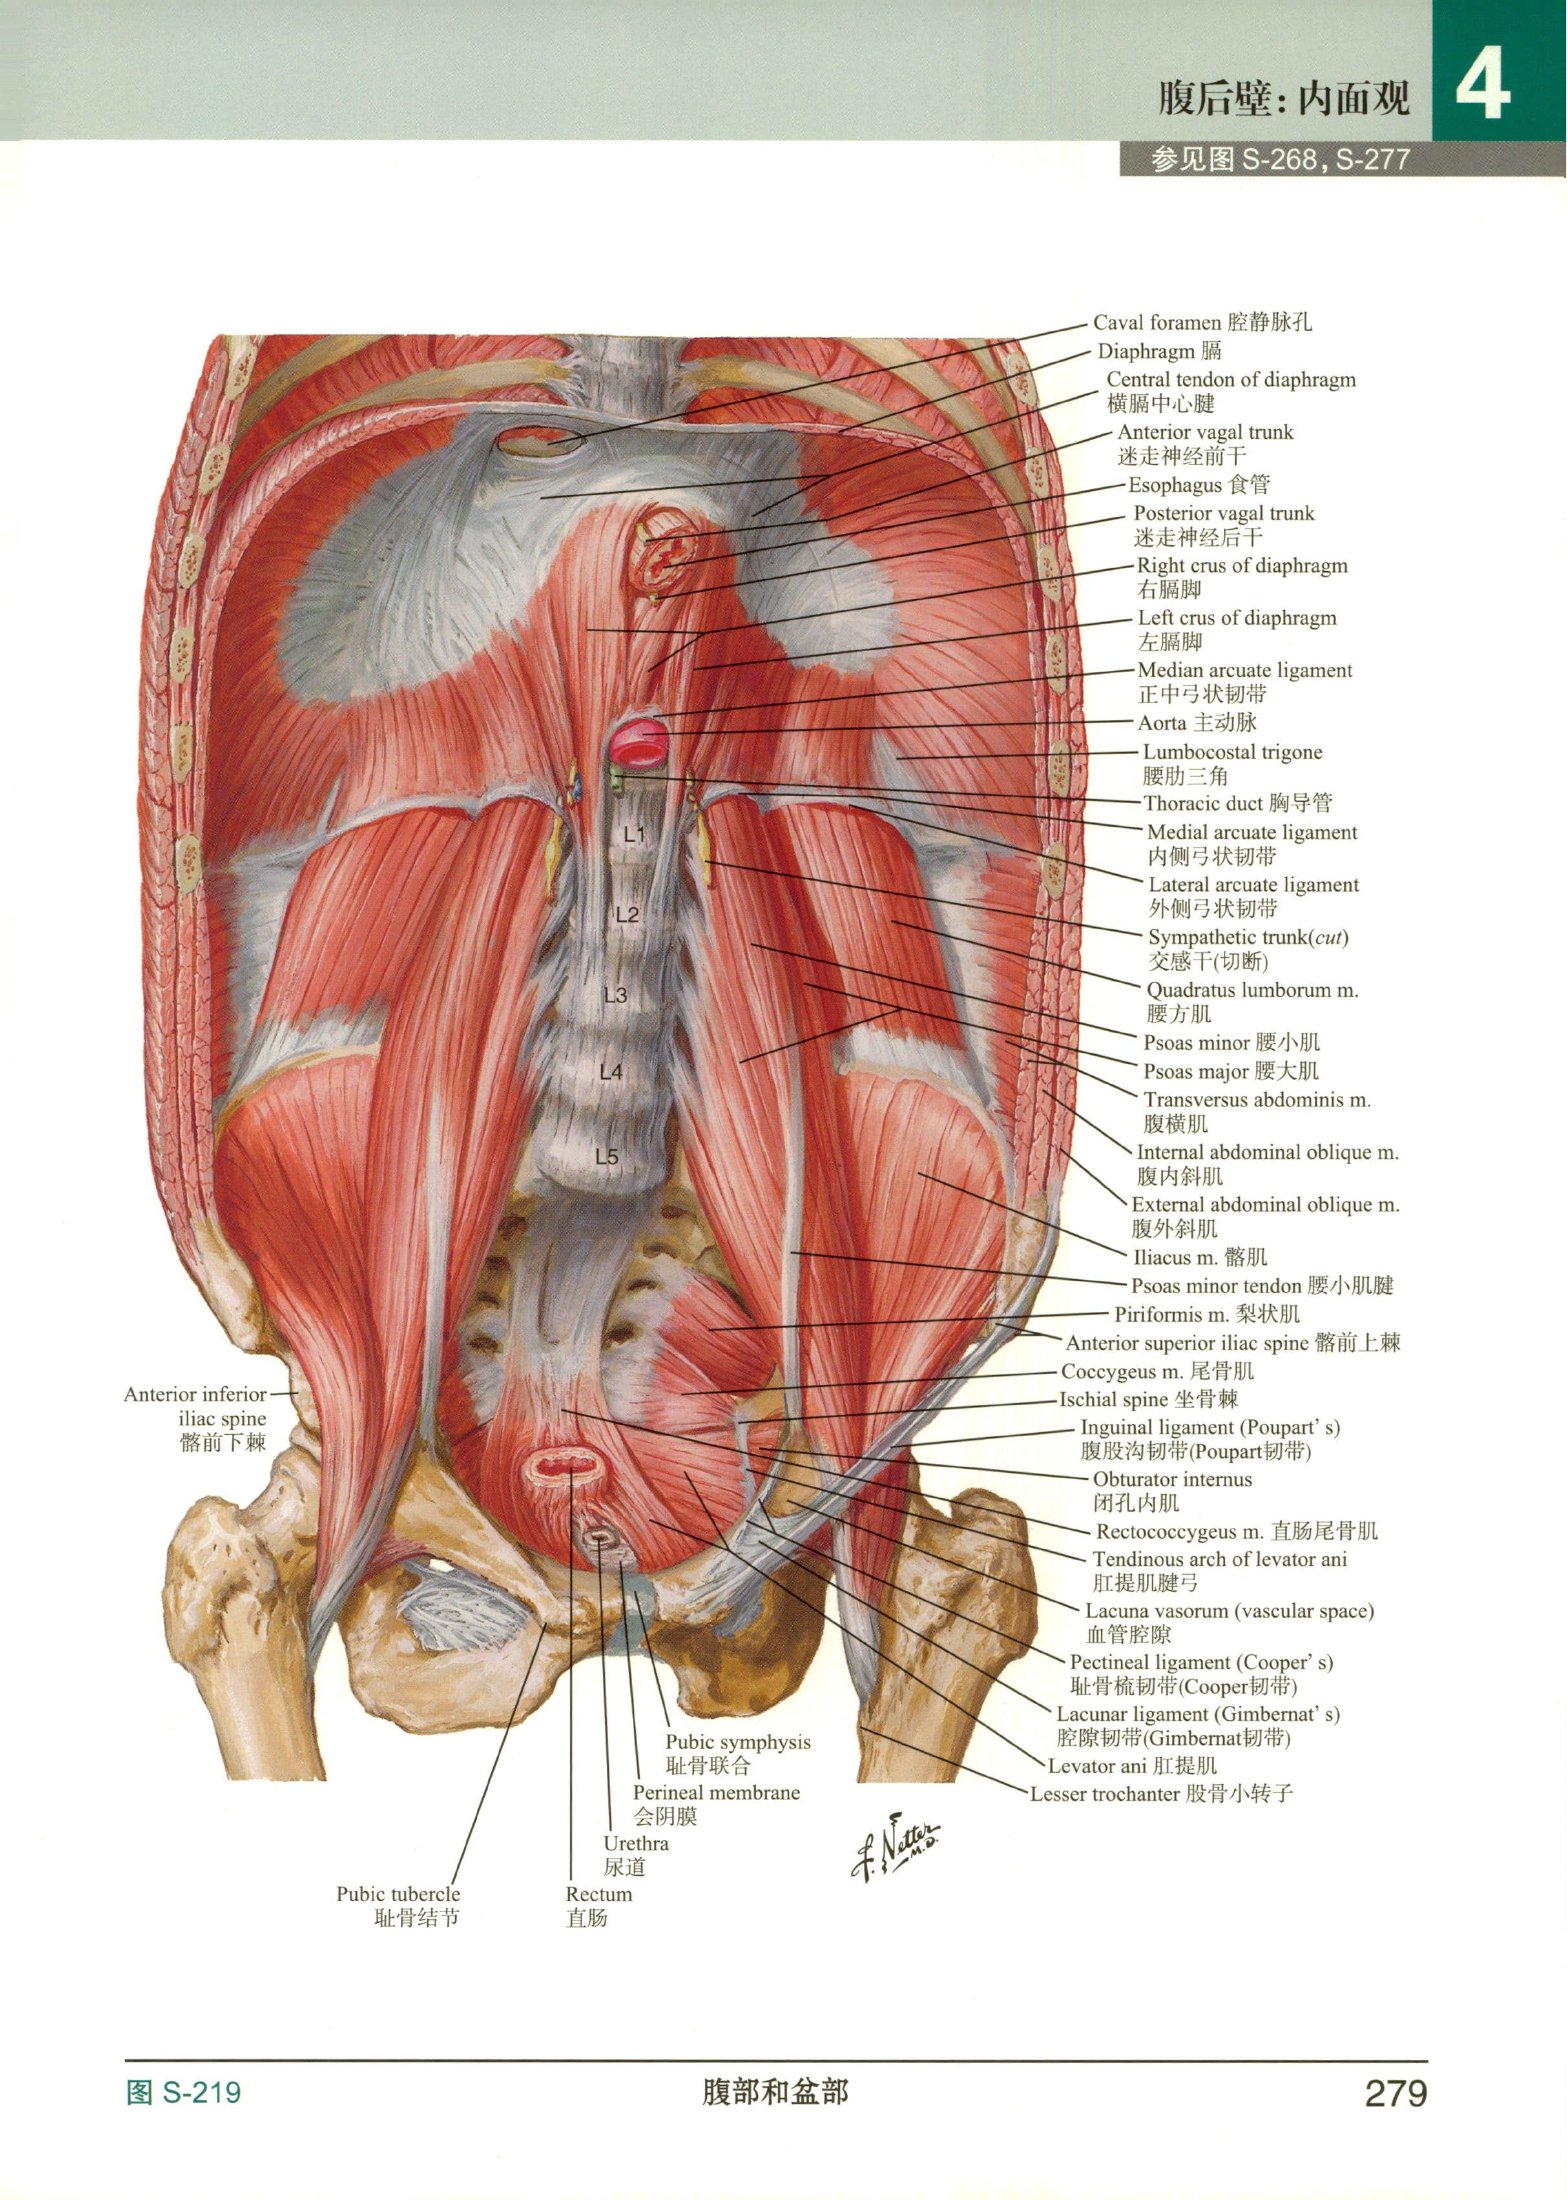 腹后壁：内面观
4
参见图 S-268, S-277
Caval foramen 腔静脉孔
Diaphragm 膈
Central tendon of diaphragm
横膈中心腱
Anterior vagal trunk
迷走神经前干
Esophagus 食管
Posterior vagal trunk
迷走神经后干
Right crus of diaphragm
右膈脚
Left crus of diaphragm
左膈脚
Median arcuate ligament
正中弓状韧带
Aorta 主动脉
Lumbocostal trigone
腰肋三角
Thoracic duct 胸导管
Medial arcuate ligament
内侧弓状韧带
Lateral arcuate ligament
外侧弓状韧带
Sympathetic trunk(cut)
交感干(切断)
Quadratus lumborum m.
腰方肌
Psoas minor 腰小肌
Psoas major 腰大肌
Transversus abdominis m.
腹横肌
Internal abdominal oblique m.
腹内斜肌
External abdominal oblique m.
腹外斜肌
Iliacus m. 髂肌
Psoas minor tendon 腰小肌腱
Piriformis m. 梨状肌
Anterior superior iliac spine 髂前上棘
Coccygeus m. 尾骨肌
Ischial spine 坐骨棘
Inguinal ligament (Poupart’s)
腹股沟韧带(Poupart韧带)
Obturator internus
闭孔内肌
Rectococcygeus m. 直肠尾骨肌
Tendinous arch of levator ani
肛提肌腱弓
Lacuna vasorum (vascular space)
血管腔隙
Pectineal ligament (Cooper’s)
耻骨梳韧带(Cooper韧带)
Lacunar ligament (Gimbernat’s)
腔隙韧带(Gimbernat韧带)
Levator ani 肛提肌
Lesser trochanter 股骨小转子
L1
L2
L3
L4
L5
Anterior inferior
iliac spine
髂前下棘
Pubic symphysis
耻骨联合
Perineal membrane
会阴膜
Urethra
尿道
Rectum
直肠
Pubic tubercle
耻骨结节
F. Netter
M.D.
图 S-219
腹部和盆部
279